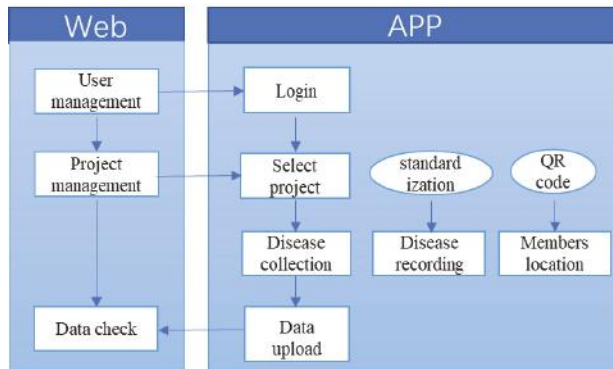 Web
User
management
Project
management
Data check
APP
Login
Select
project
Disease
collection
Data
upload
standard
ization
Disease
recording
QR
code
Members
location